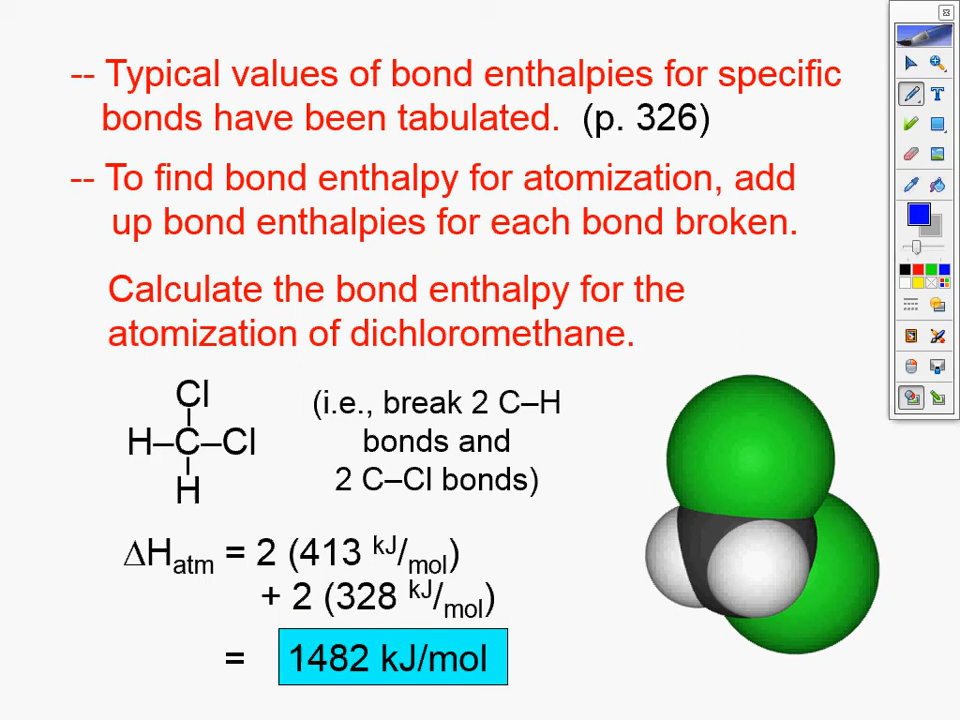 -- Typical values of bond enthalpies for specific
bonds have been tabulated. (p. 326)
-- To find bond enthalpy for atomization, add
up bond enthalpies for each bond broken.
Calculate the bond enthalpy for the
atomization of dichloromethane.
Cl
H–C–Cl
H
(i.e., break 2 C–H
bonds and
2 C–Cl bonds)
ΔHatm = 2 (413 kJ/mol)
+ 2 (328 kJ/mol)
= 1482 kJ/mol
T